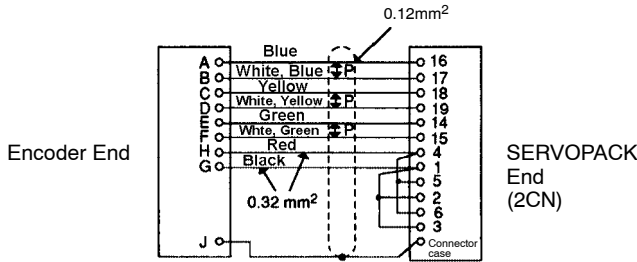 0.12mm²
Blue
A 16
White, Blue P
B 17
Yellow
C 18
White, Yellow P
D 19
Green
E 14
Whte, Green P
F 15
Red
H 4
Black
G 1
Encoder End
SERVOPACK
End
(2CN)
5
0.32 mm²
2
6
3
J
Connector
case